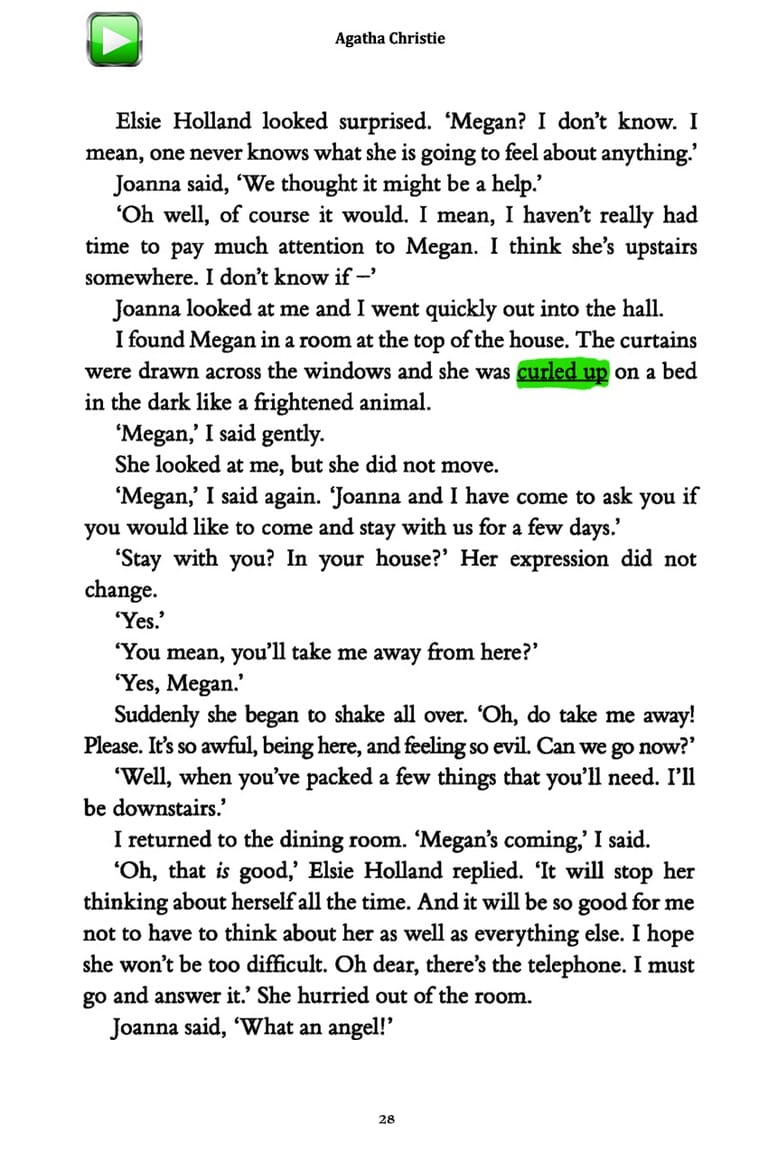 Agatha Christie
Elsie Holland looked surprised. ‘Megan? I don’t know. I
mean, one never knows what she is going to feel about anything.’
Joanna said, ‘We thought it might be a help.’
‘Oh well, of course it would. I mean, I haven’t really had
time to pay much attention to Megan. I think she’s upstairs
somewhere. I don’t know if –’
Joanna looked at me and I went quickly out into the hall.
I found Megan in a room at the top of the house. The curtains
were drawn across the windows and she was curled up on a bed
in the dark like a frightened animal.
‘Megan,’ I said gently.
She looked at me, but she did not move.
‘Megan,’ I said again. ‘Joanna and I have come to ask you if
you would like to come and stay with us for a few days.’
‘Stay with you? In your house?’ Her expression did not
change.
‘Yes.’
‘You mean, you’ll take me away from here?’
‘Yes, Megan.’
Suddenly she began to shake all over. ‘Oh, do take me away!
Please. It’s so awful, being here, and feeling so evil. Can we go now?’
‘Well, when you’ve packed a few things that you’ll need. I’ll
be downstairs.’
I returned to the dining room. ‘Megan’s coming,’ I said.
‘Oh, that is good,’ Elsie Holland replied. ‘It will stop her
thinking about herself all the time. And it will be so good for me
not to have to think about her as well as everything else. I hope
she won’t be too difficult. Oh dear, there’s the telephone. I must
go and answer it.’ She hurried out of the room.
Joanna said, ‘What an angel!’
28